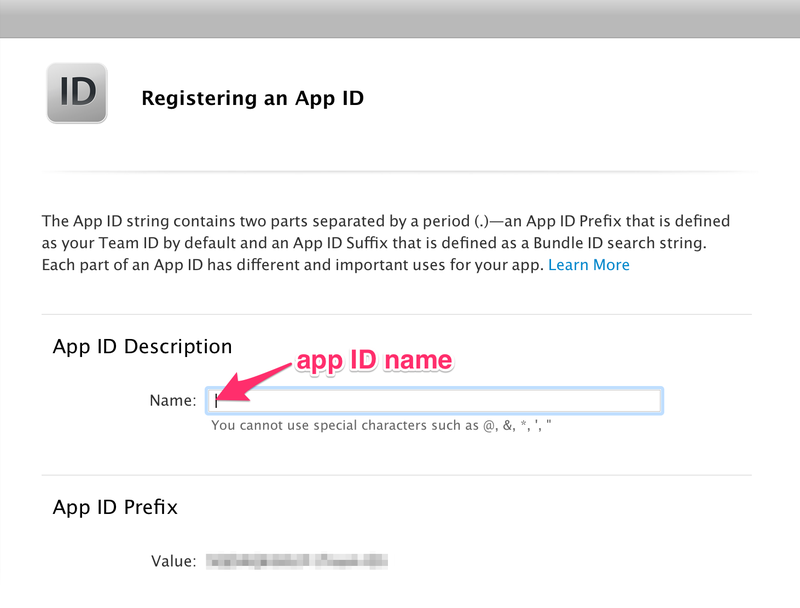 ID
Registering an App ID
The App ID string contains two parts separated by a period (.)—an App ID Prefix that is defined
as your Team ID by default and an App ID Suffix that is defined as a Bundle ID search string.
Each part of an App ID has different and important uses for your app. Learn More
App ID Description
app ID name
Name:
You cannot use special characters such as @, &, *, ', "
App ID Prefix
Value: